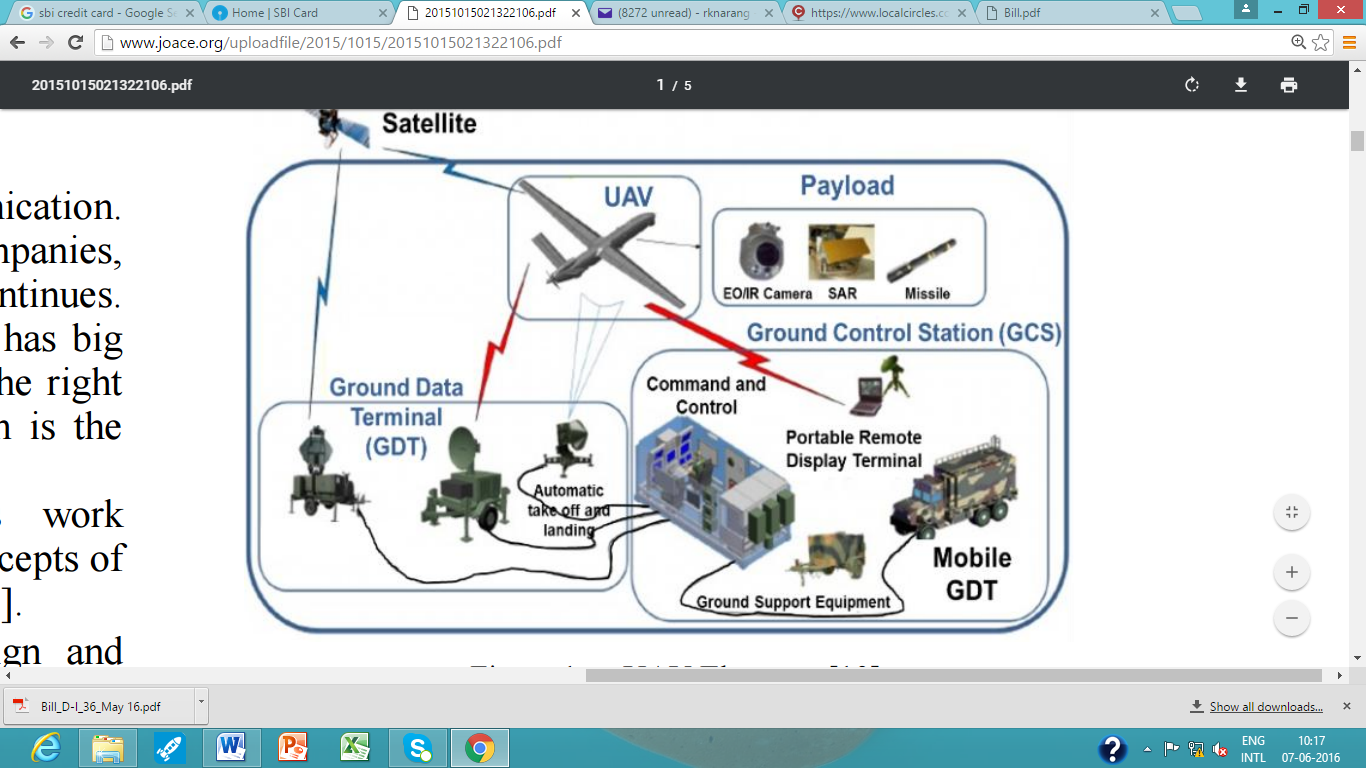 sbi credit card - Google Se
Home | SBI Card
20151015021322106.pdf
(8272 unread) - rknarang
https://www.localcircles.co
Bill.pdf
www.joace.org/uploadfile/2015/1015/20151015021322106.pdf
20151015021322106.pdf
1 / 5
Satellite
UAV
Payload
EO/IR Camera
SAR
Missile
Ground Control Station (GCS)
Command and
Control
Portable Remote
Display Terminal
Ground Data
Terminal
(GDT)
Automatic
take off and
landing
Ground Support Equipment
Mobile
GDT
nication.
mpanies,
ntinues.
has big
he right
n is the
work
cepts of
].
ign and
Bill_D-I_36_May 16.pdf
Show all downloads...
ENG
INTL
10:17
07-06-2016